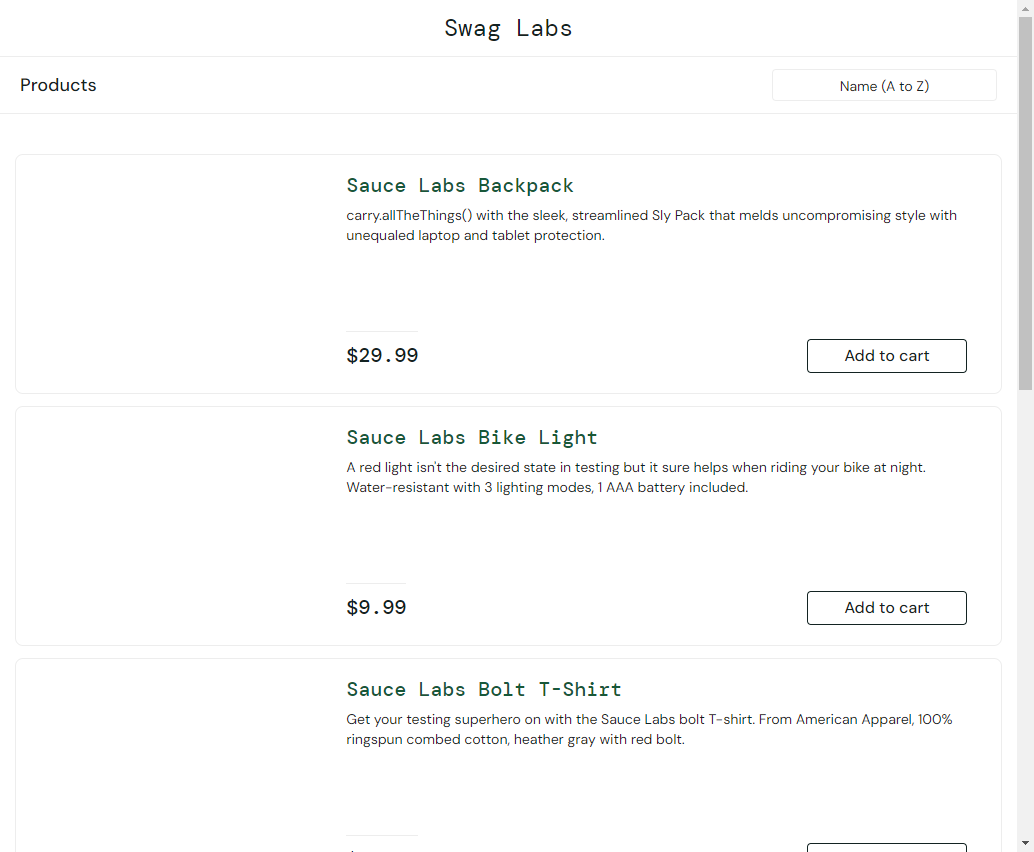 Swag Labs
Products
Name (A to Z)
Sauce Labs Backpack
carry.allTheThings() with the sleek, streamlined Sly Pack that melds uncompromising style with
unequaled laptop and tablet protection.
$29.99
Add to cart
Sauce Labs Bike Light
A red light isn't the desired state in testing but it sure helps when riding your bike at night.
Water-resistant with 3 lighting modes, 1 AAA battery included.
$9.99
Add to cart
Sauce Labs Bolt T-Shirt
Get your testing superhero on with the Sauce Labs bolt T-shirt. From American Apparel, 100%
ringspun combed cotton, heather gray with red bolt.